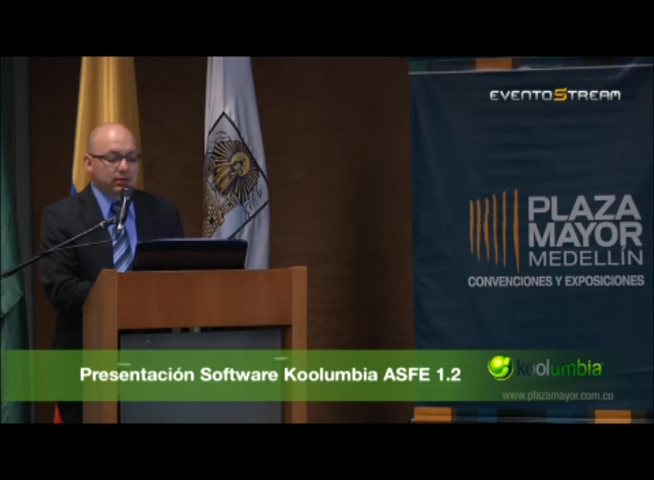 EVENTOSTREAM
PLAZA
MAYOR
MEDELLÍN
CONVENCIONES Y EXPOSICIONES
Presentación Software Koolumbia ASFE 1.2
koolumbia
www.plazamayor.com.co